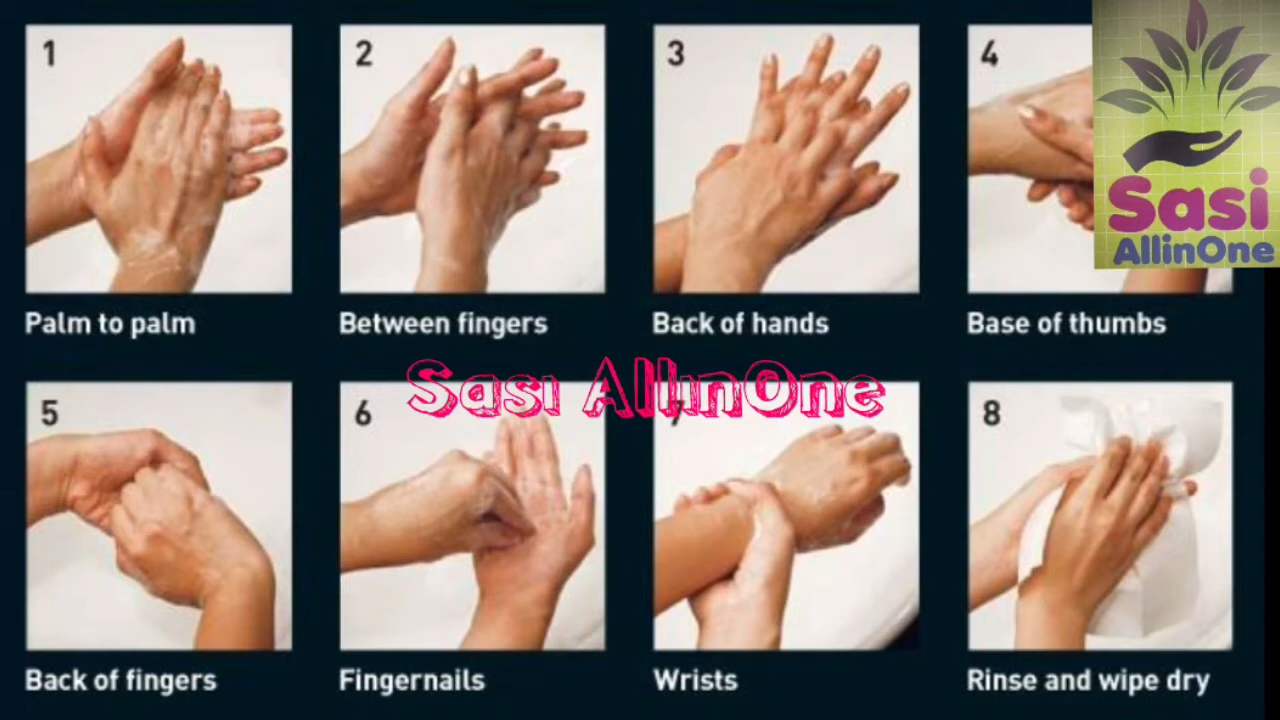 1
2
3
4
Sasi
AllinOne
Palm to palm
Between fingers
Back of hands
Base of thumbs
Sasi AllinOne
5
6
7
8
Back of fingers
Fingernails
Wrists
Rinse and wipe dry